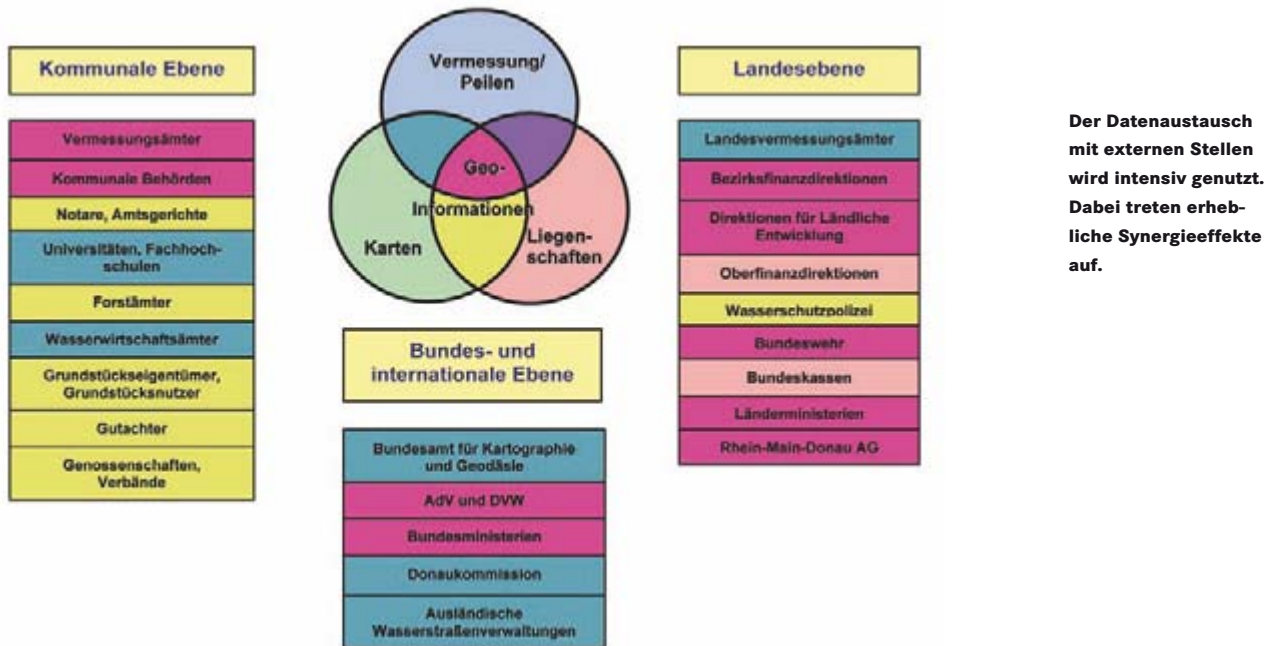 Kommunale Ebene
Vermessungsämter
Kommunale Behörden
Notare, Amtsgerichte
Universitäten, Fachhoch-
schulen
Forstämter
Wasserwirtschaftsämter
Grundstückseigentümer,
Grundstücksnutzer
Gutachter
Genossenschaften,
Verbände
Vermessung/
Peilen
Geo-
Informationen
Karten
Liegen-
schaften
Bundes- und
internationale Ebene
Bundesamt für Kartographie
und Geodäsie
AdV und DVW
Bundesministerien
Donaukommission
Ausländische
Wasserstraßenverwaltungen
Landesebene
Landesvermessungsämter
Bezirksfinanzdirektionen
Direktionen für Ländliche
Entwicklung
Oberfinanzdirektionen
Wasserschutzpolizei
Bundeswehr
Bundeskassen
Länderministerien
Rhein-Main-Donau AG
Der Datenaustausch
mit externen Stellen
wird intensiv genutzt.
Dabei treten erheb-
liche Synergieeffekte
auf.